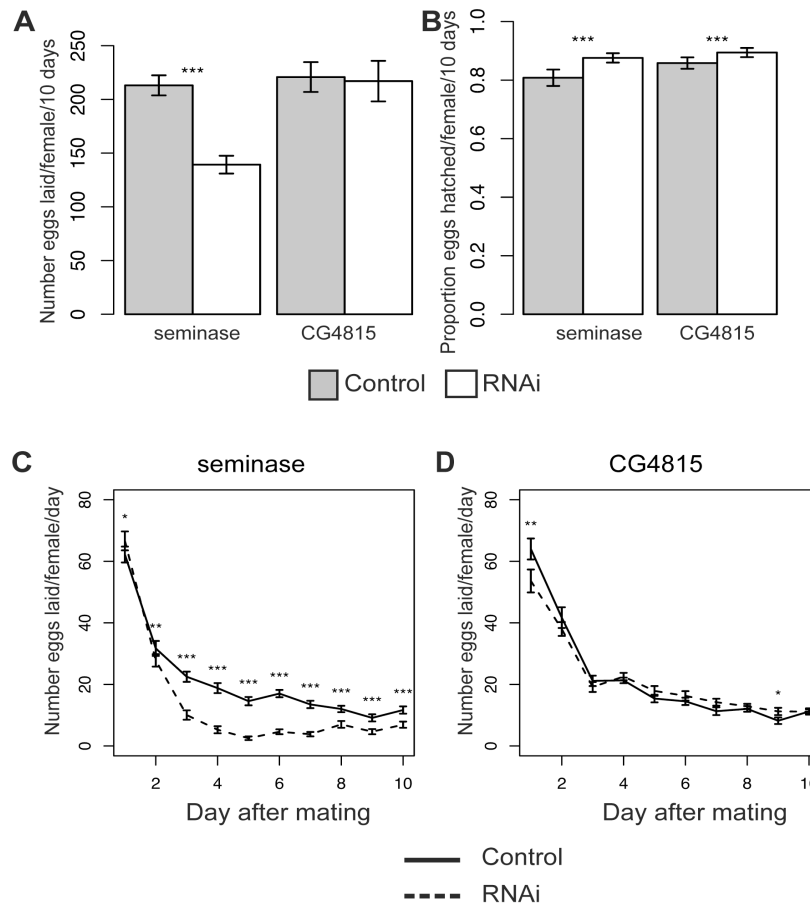 A
Number eggs laid/female/10 days
250
200
150
100
50
0
***
seminase
CG4815
B
Proportion eggs hatched/female/10 days
1.0
0.8
0.6
0.4
0.2
0.0
***
***
seminase
CG4815
Control
RNAi
C
seminase
Number eggs laid/female/day
80
60
40
20
0
*
**
***
***
***
***
***
***
***
***
2
4
6
8
10
Day after mating
D
CG4815
Number eggs laid/female/day
80
60
40
20
0
**
*
2
4
6
8
Day after mating
Control
RNAi